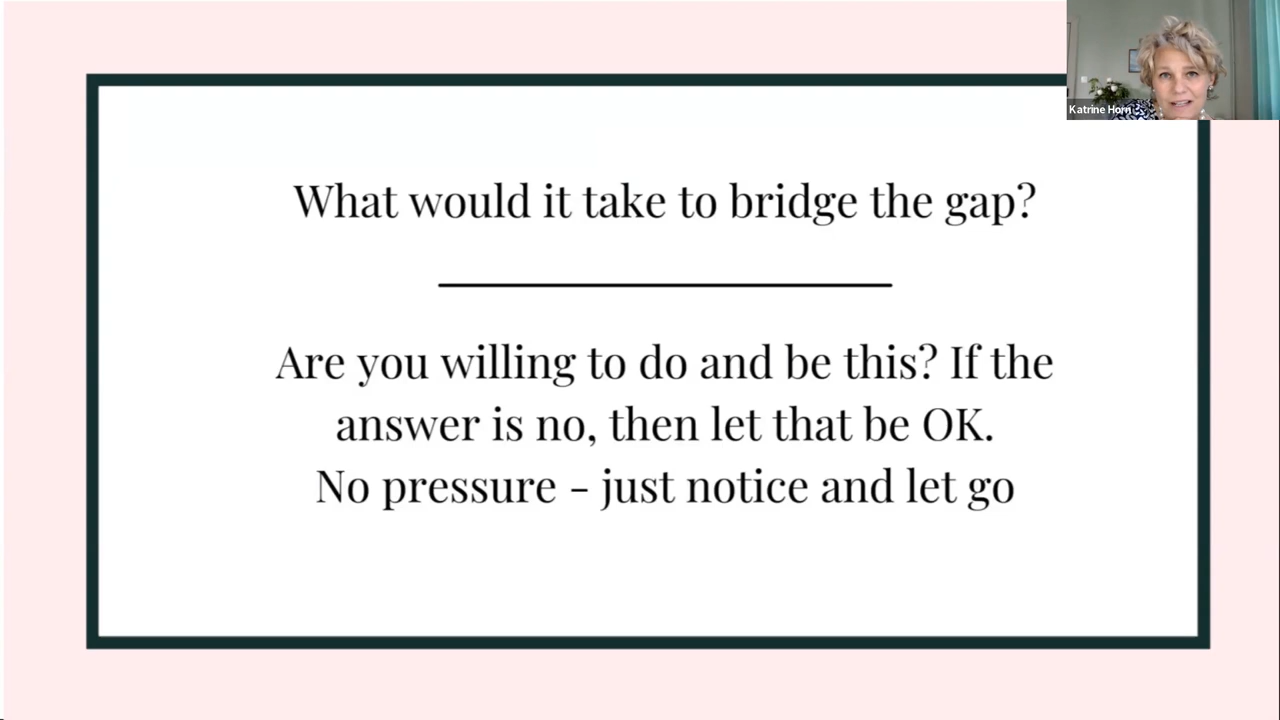 Katrine Horn
What would it take to bridge the gap?
Are you willing to do and be this? If the
answer is no, then let that be OK.
No pressure - just notice and let go